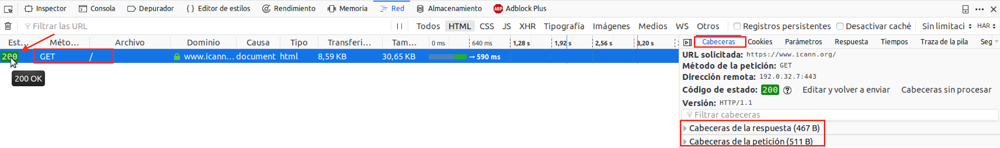 Inspector Consola Depurador Editor de estilos Rendimiento Memoria Red Almacenamiento ABP Adblock Plus
Filtrar las URL Todos HTML CSS JS XHR Tipografía Imágenes Medios WS Otros Registros persistentes Desactivar caché Sin limitaci HAR
Est... Méto... Archivo Dominio Causa Tipo Transferi... Tam... 0 ms 640 ms 1,28 s 1,92 s 2,56 s 3,20 s
200 GET / www.icann... document html 8,59 KB 30,65 KB → 590 ms
200 OK
Cabeceras Cookies Parámetros Respuesta Tiempos Traza de la pila Seg
URL solicitada: https://www.icann.org/
Método de la petición: GET
Dirección remota: 192.0.32.7:443
Código de estado: 200 ? Editar y volver a enviar Cabeceras sin procesar
Versión: HTTP/1.1
Filtrar cabeceras
Cabeceras de la respuesta (467 B)
Cabeceras de la petición (511 B)